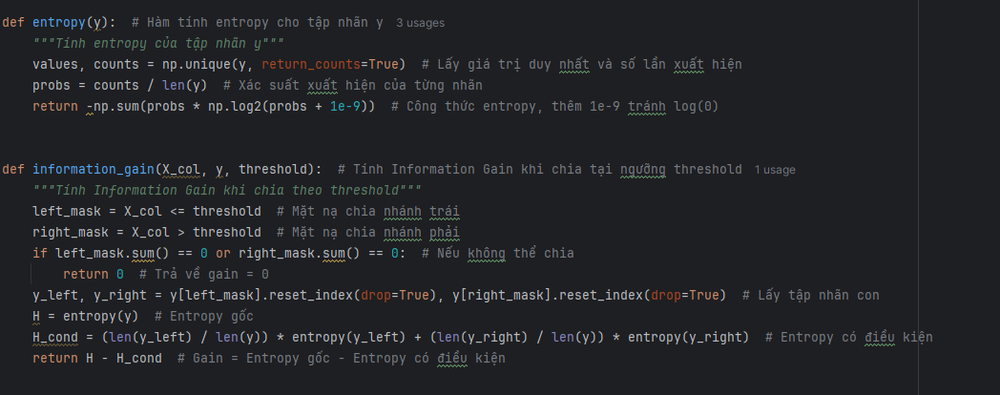 def entropy(y):  # Hàm tính entropy cho tập nhãn y  3 usages
    """Tính entropy của tập nhãn y"""
    values, counts = np.unique(y, return_counts=True)  # Lấy giá trị duy nhất và số lần xuất hiện
    probs = counts / len(y)  # Xác suất xuất hiện của từng nhãn
    return -np.sum(probs * np.log2(probs + 1e-9))  # Công thức entropy, thêm 1e-9 tránh log(0)
def information_gain(X_col, y, threshold):  # Tính Information Gain khi chia tại ngưỡng threshold  1 usage
    """Tính Information Gain khi chia theo threshold"""
    left_mask = X_col <= threshold  # Mặt nạ chia nhánh trái
    right_mask = X_col > threshold  # Mặt nạ chia nhánh phải
    if left_mask.sum() == 0 or right_mask.sum() == 0:  # Nếu không thể chia
        return 0  # Trả về gain = 0
    y_left, y_right = y[left_mask].reset_index(drop=True), y[right_mask].reset_index(drop=True)  # Lấy tập nhãn con
    H = entropy(y)  # Entropy gốc
    H_cond = (len(y_left) / len(y)) * entropy(y_left) + (len(y_right) / len(y)) * entropy(y_right)  # Entropy có điều kiện
    return H - H_cond  # Gain = Entropy gốc - Entropy có điều kiện